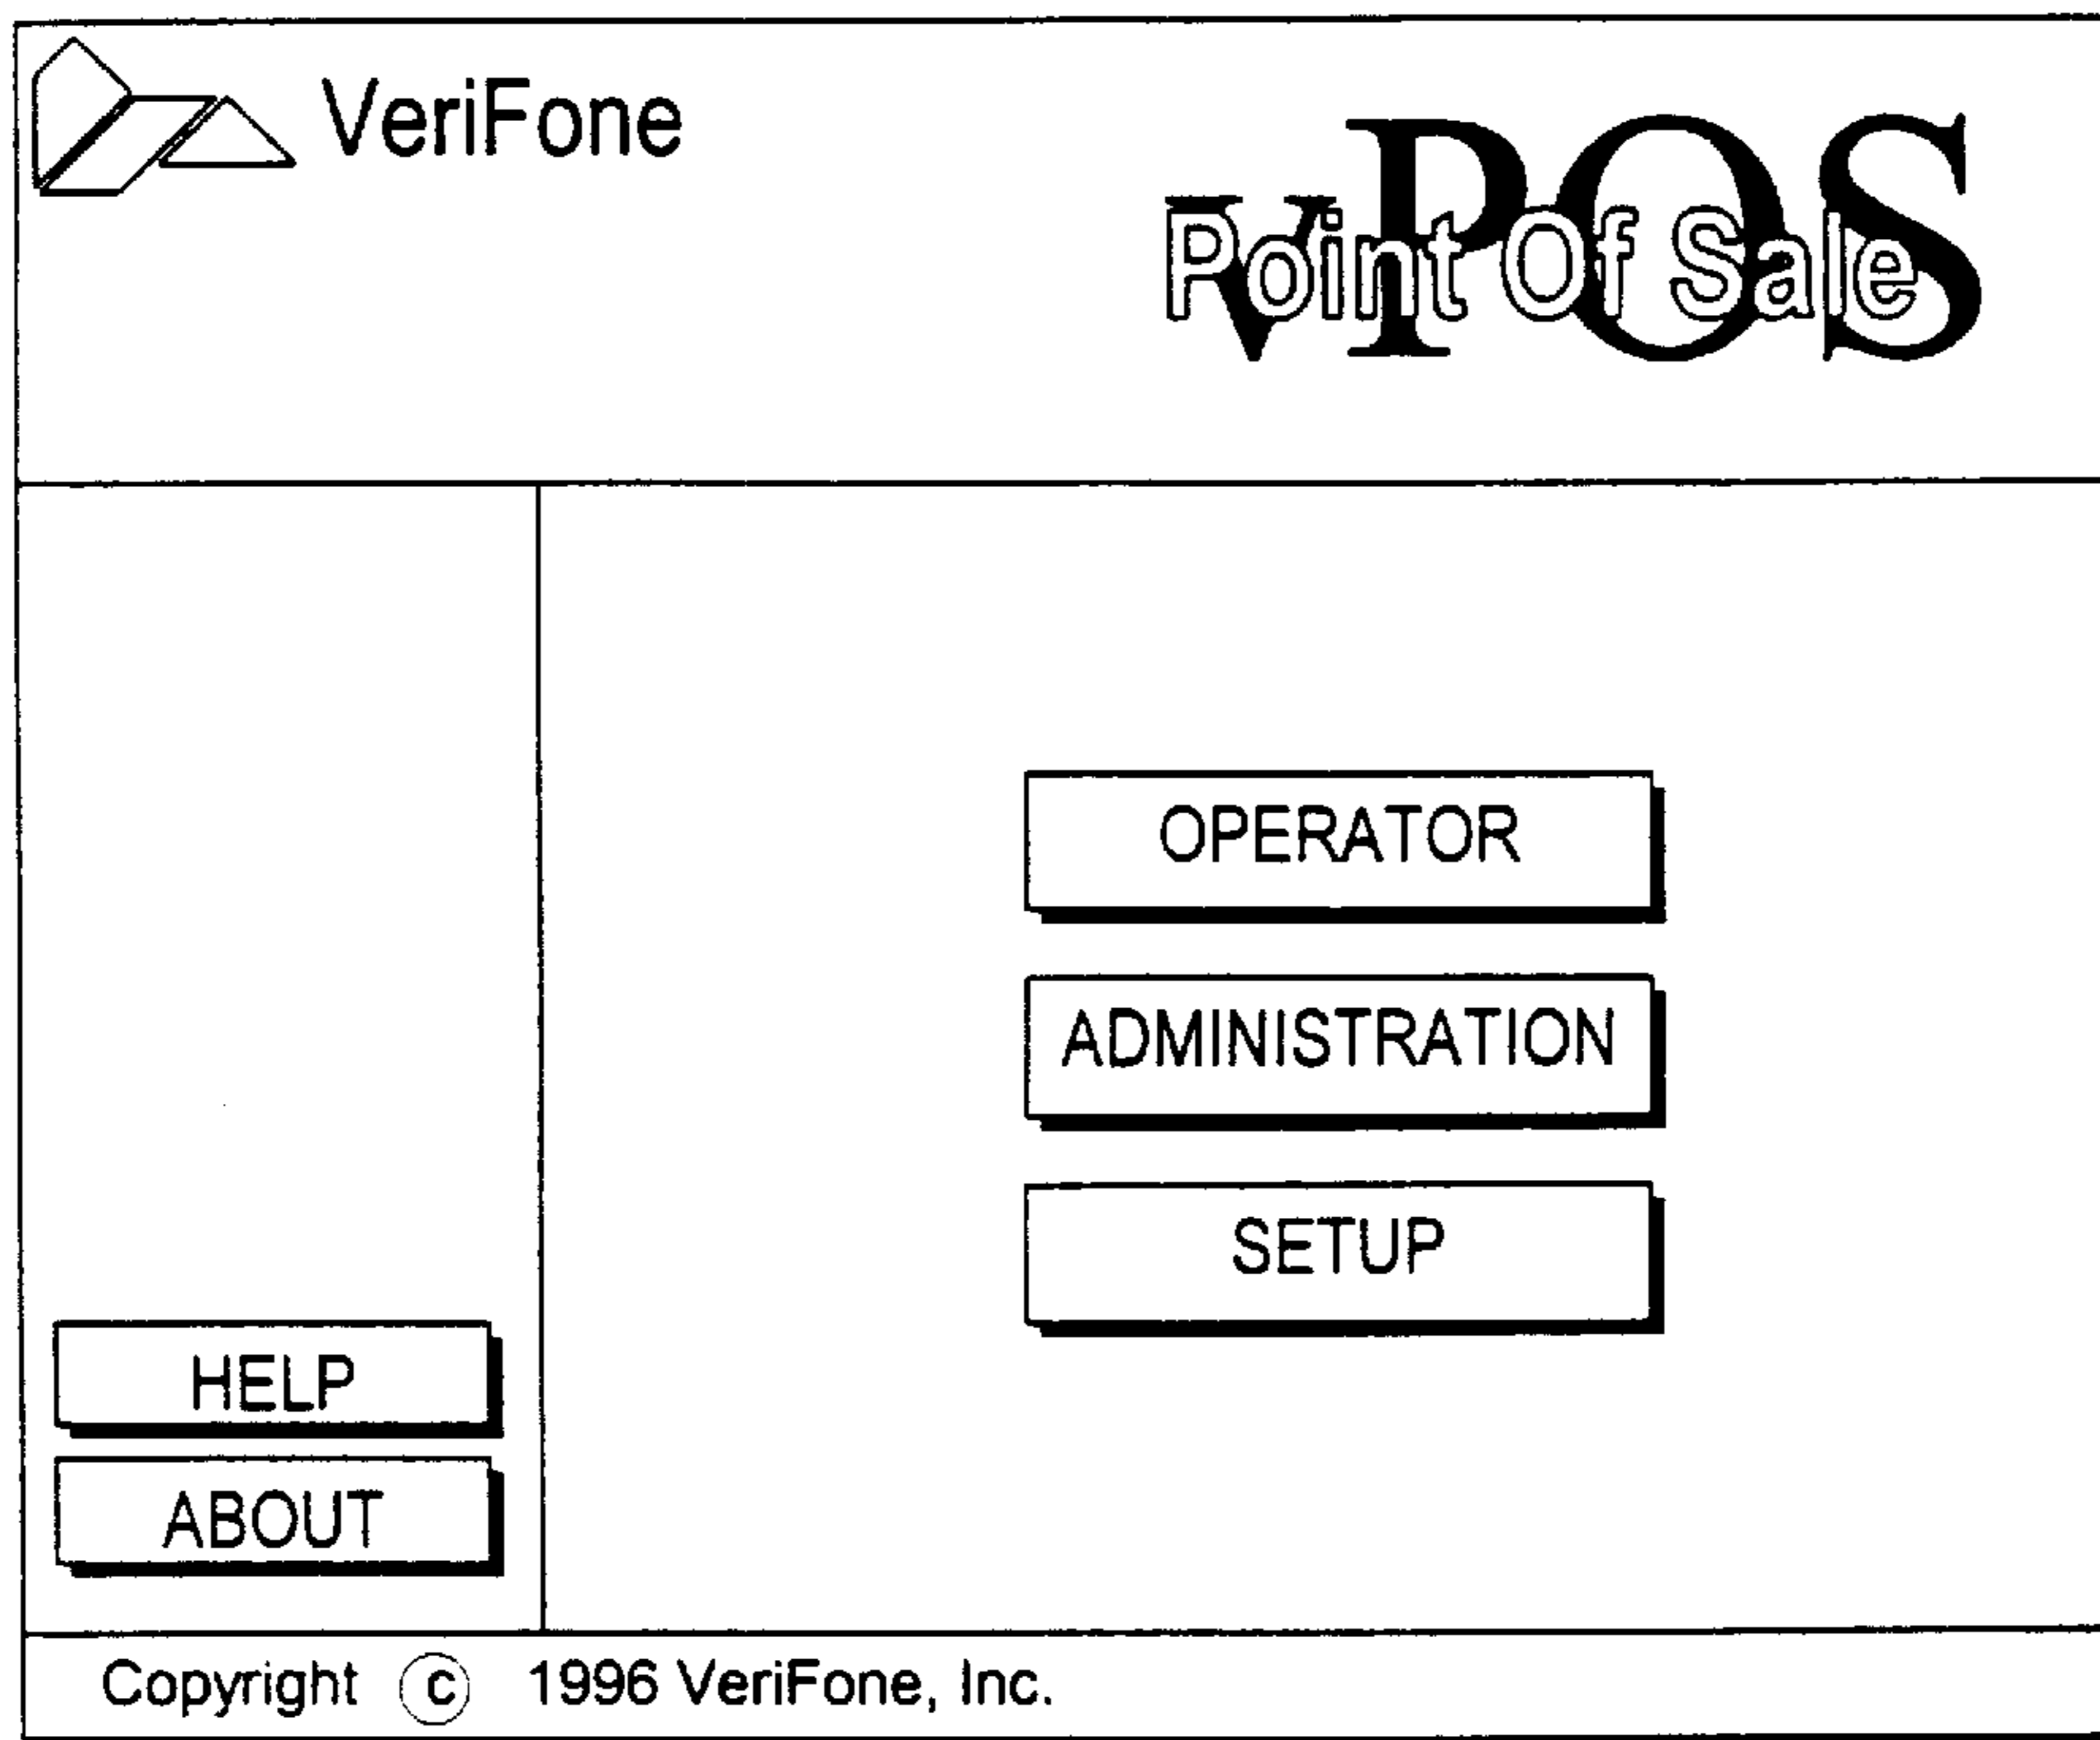 VeriFone
vPOS
Point Of Sale
OPERATOR
ADMINISTRATION
SETUP
HELP
ABOUT
Copyright © 1996 VeriFone, Inc.